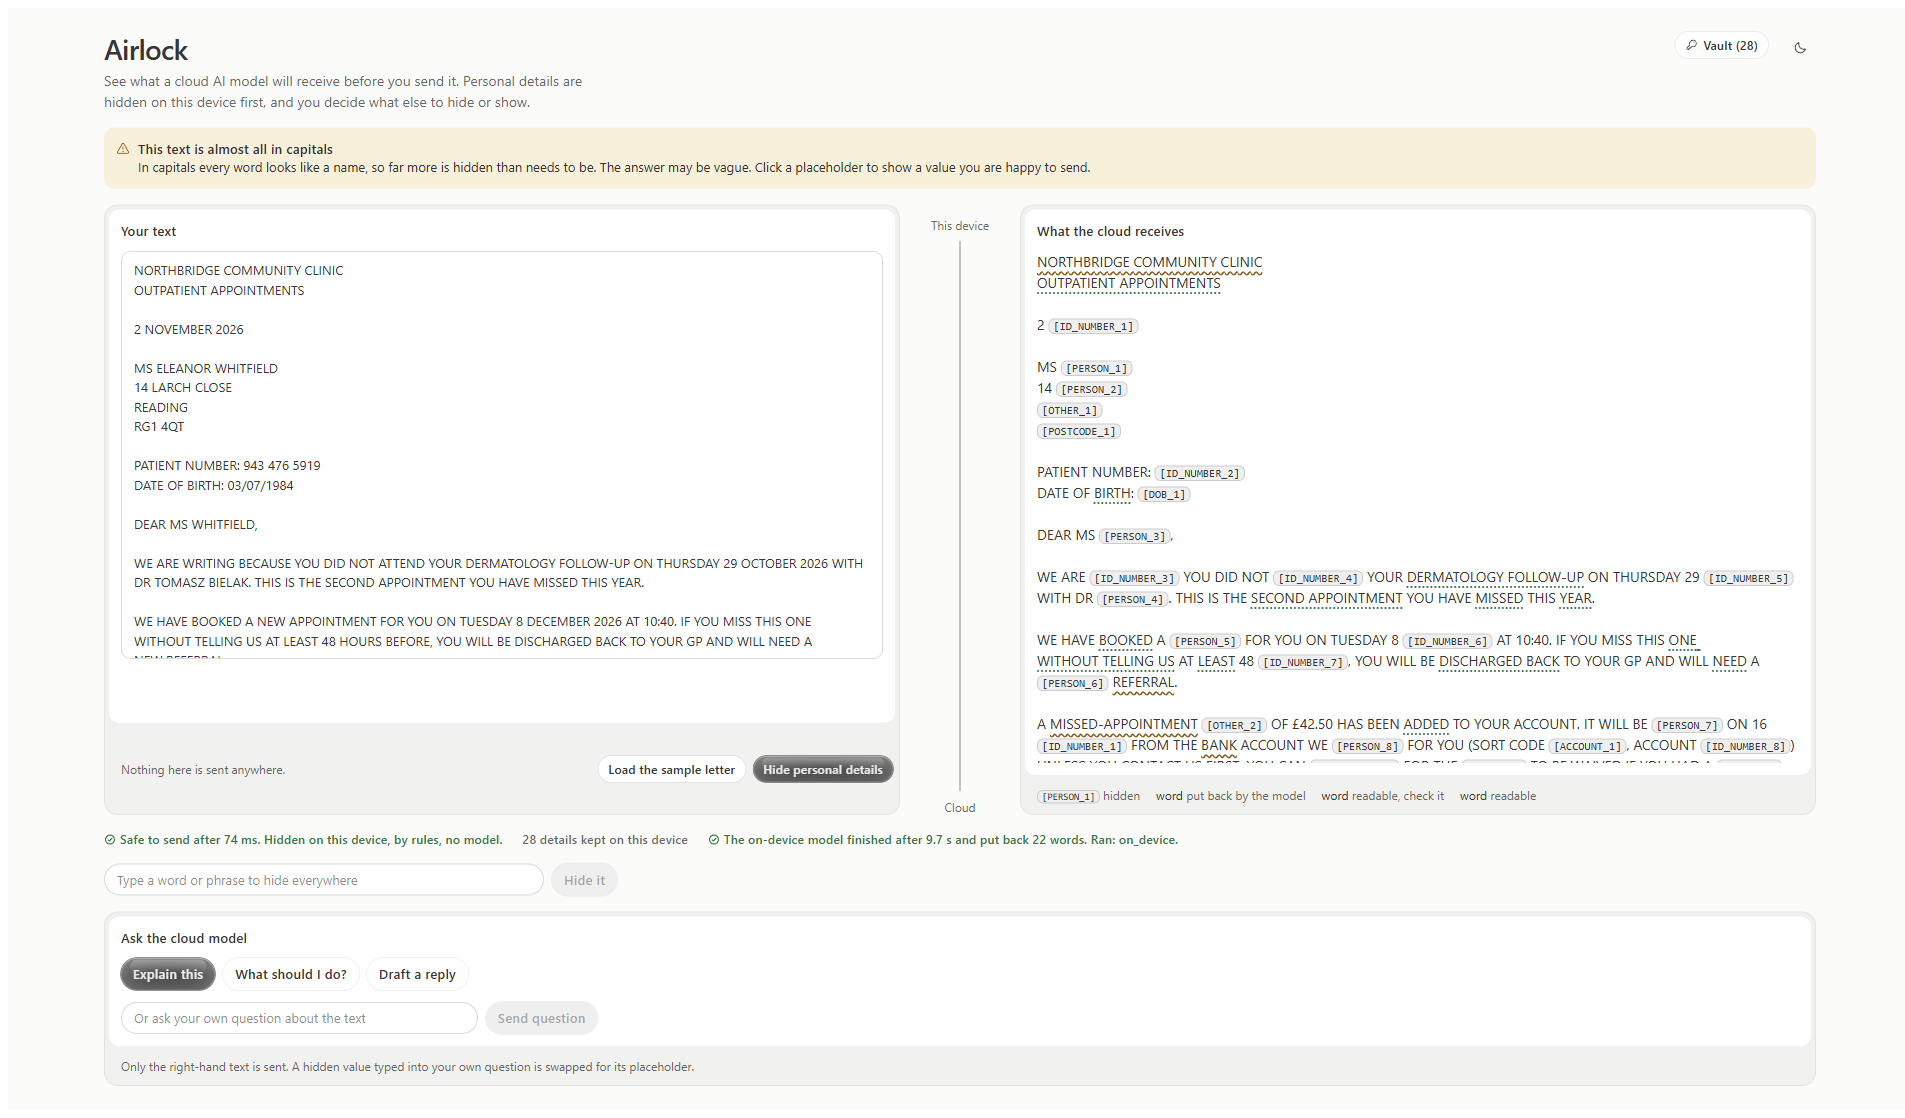 Airlock
Vault (28)
See what a cloud AI model will receive before you send it. Personal details are
hidden on this device first, and you decide what else to hide or show.
This text is almost all in capitals
In capitals every word looks like a name, so far more is hidden than needs to be. The answer may be vague. Click a placeholder to show a value you are happy to send.
Your text
NORTHBRIDGE COMMUNITY CLINIC
OUTPATIENT APPOINTMENTS
2 NOVEMBER 2026
MS ELEANOR WHITFIELD
14 LARCH CLOSE
READING
RG1 4QT
PATIENT NUMBER: 943 476 5919
DATE OF BIRTH: 03/07/1984
DEAR MS WHITFIELD,
WE ARE WRITING BECAUSE YOU DID NOT ATTEND YOUR DERMATOLOGY FOLLOW-UP ON THURSDAY 29 OCTOBER 2026 WITH
DR TOMASZ BIELAK. THIS IS THE SECOND APPOINTMENT YOU HAVE MISSED THIS YEAR.
WE HAVE BOOKED A NEW APPOINTMENT FOR YOU ON TUESDAY 8 DECEMBER 2026 AT 10:40. IF YOU MISS THIS ONE
WITHOUT TELLING US AT LEAST 48 HOURS BEFORE, YOU WILL BE DISCHARGED BACK TO YOUR GP AND WILL NEED A
Nothing here is sent anywhere.
Load the sample letter
Hide personal details
This device
Cloud
What the cloud receives
NORTHBRIDGE COMMUNITY CLINIC
OUTPATIENT APPOINTMENTS
2 [ID_NUMBER_1]
MS [PERSON_1]
14 [PERSON_2]
[OTHER_1]
[POSTCODE_1]
PATIENT NUMBER: [ID_NUMBER_2]
DATE OF BIRTH: [DOB_1]
DEAR MS [PERSON_3],
WE ARE [ID_NUMBER_3] YOU DID NOT [ID_NUMBER_4] YOUR DERMATOLOGY FOLLOW-UP ON THURSDAY 29 [ID_NUMBER_5]
WITH DR [PERSON_4]. THIS IS THE SECOND APPOINTMENT YOU HAVE MISSED THIS YEAR.
WE HAVE BOOKED A [PERSON_5] FOR YOU ON TUESDAY 8 [ID_NUMBER_6] AT 10:40. IF YOU MISS THIS ONE
WITHOUT TELLING US AT LEAST 48 [ID_NUMBER_7], YOU WILL BE DISCHARGED BACK TO YOUR GP AND WILL NEED A
[PERSON_6] REFERRAL.
A MISSED-APPOINTMENT [OTHER_2] OF £42.50 HAS BEEN ADDED TO YOUR ACCOUNT. IT WILL BE [PERSON_7] ON 16
[ID_NUMBER_1] FROM THE BANK ACCOUNT WE [PERSON_8] FOR YOU (SORT CODE [ACCOUNT_1], ACCOUNT [ID_NUMBER_8])
[PERSON_1] hidden word put back by the model word readable, check it word readable
Safe to send after 74 ms. Hidden on this device, by rules, no model. 28 details kept on this device The on-device model finished after 9.7 s and put back 22 words. Ran: on_device.
Type a word or phrase to hide everywhere
Hide it
Ask the cloud model
Explain this
What should I do?
Draft a reply
Or ask your own question about the text
Send question
Only the right-hand text is sent. A hidden value typed into your own question is swapped for its placeholder.